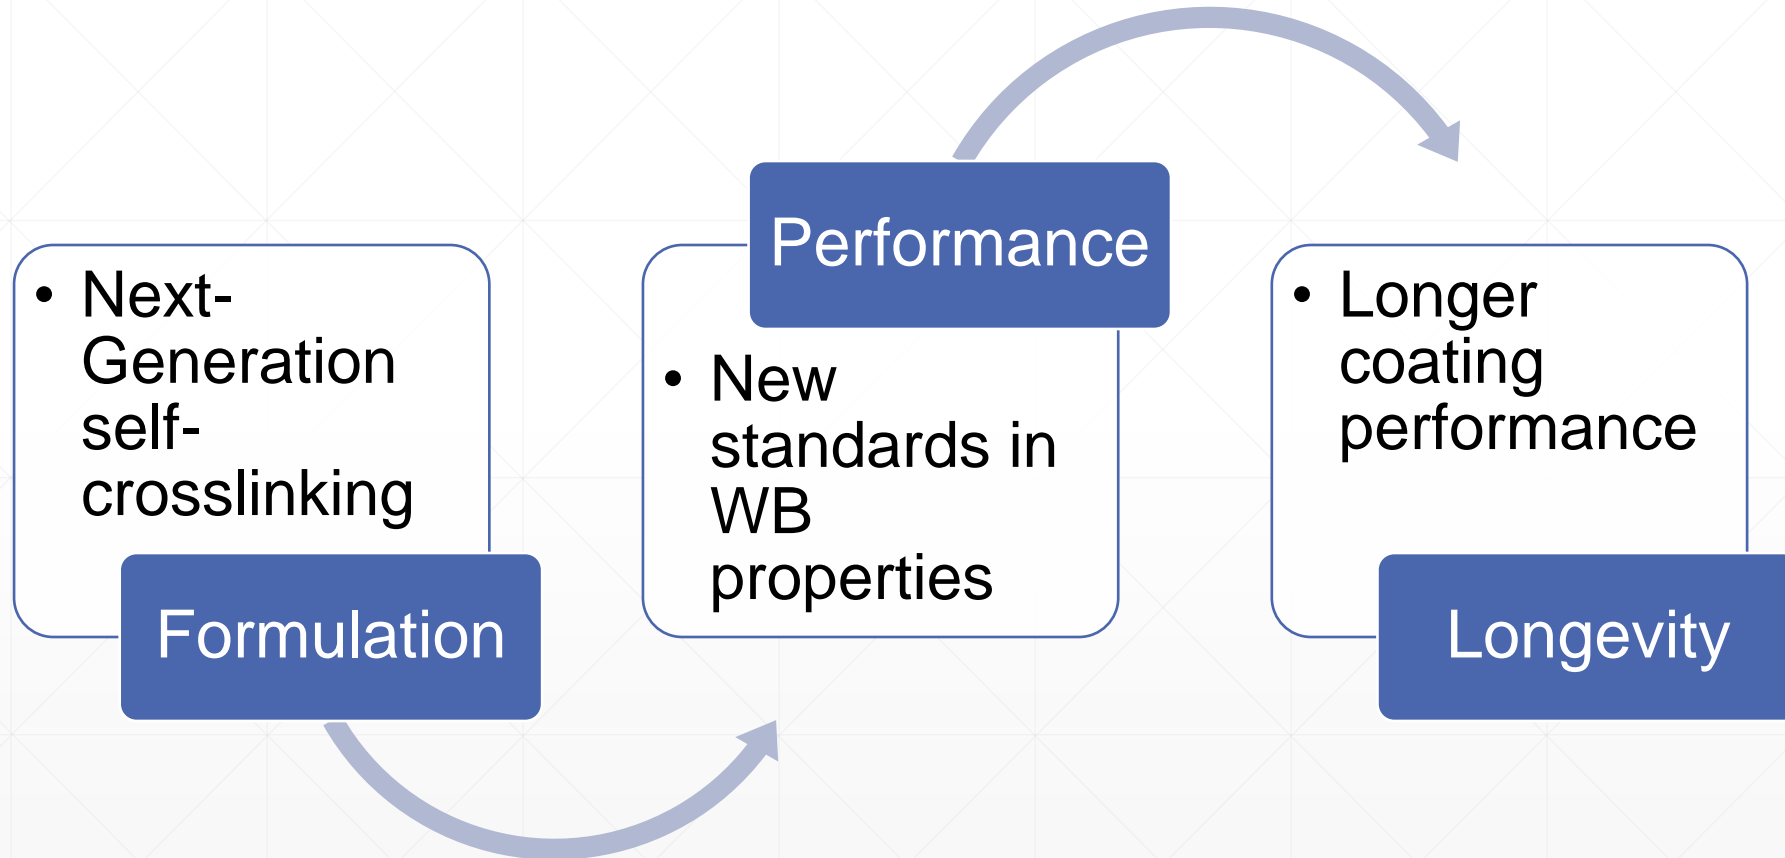 • Next-
Generation
self-
crosslinking
Formulation
Performance
• New
standards in
WB
properties
• Longer
coating
performance
Longevity